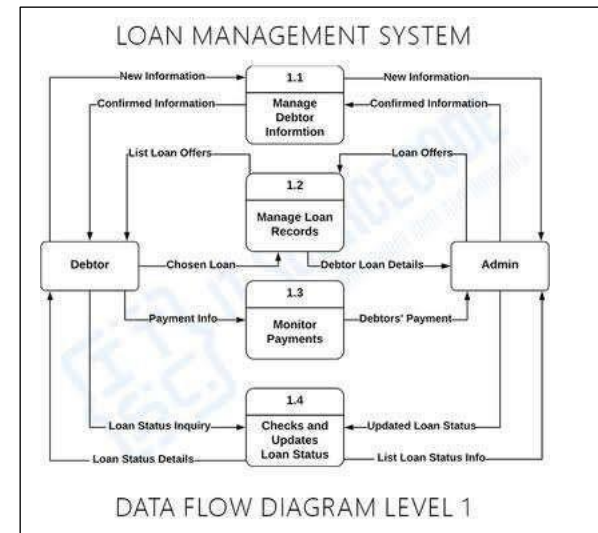 LOAN MANAGEMENT SYSTEM
New Information
1.1
New Information
Confirmed Information
Manage
Debtor
Informtion
Confirmed Information
List Loan Offers
Loan Offers
1.2
Manage Loan
Records
Debtor
Chosen Loan
Debtor Loan Details
Admin
1.3
Payment Info
Monitor
Payments
Debtors' Payment
1.4
Loan Status Inquiry
Checks and
Updates
Loan Status
Updated Loan Status
Loan Status Details
List Loan Status Info
DATA FLOW DIAGRAM LEVEL 1